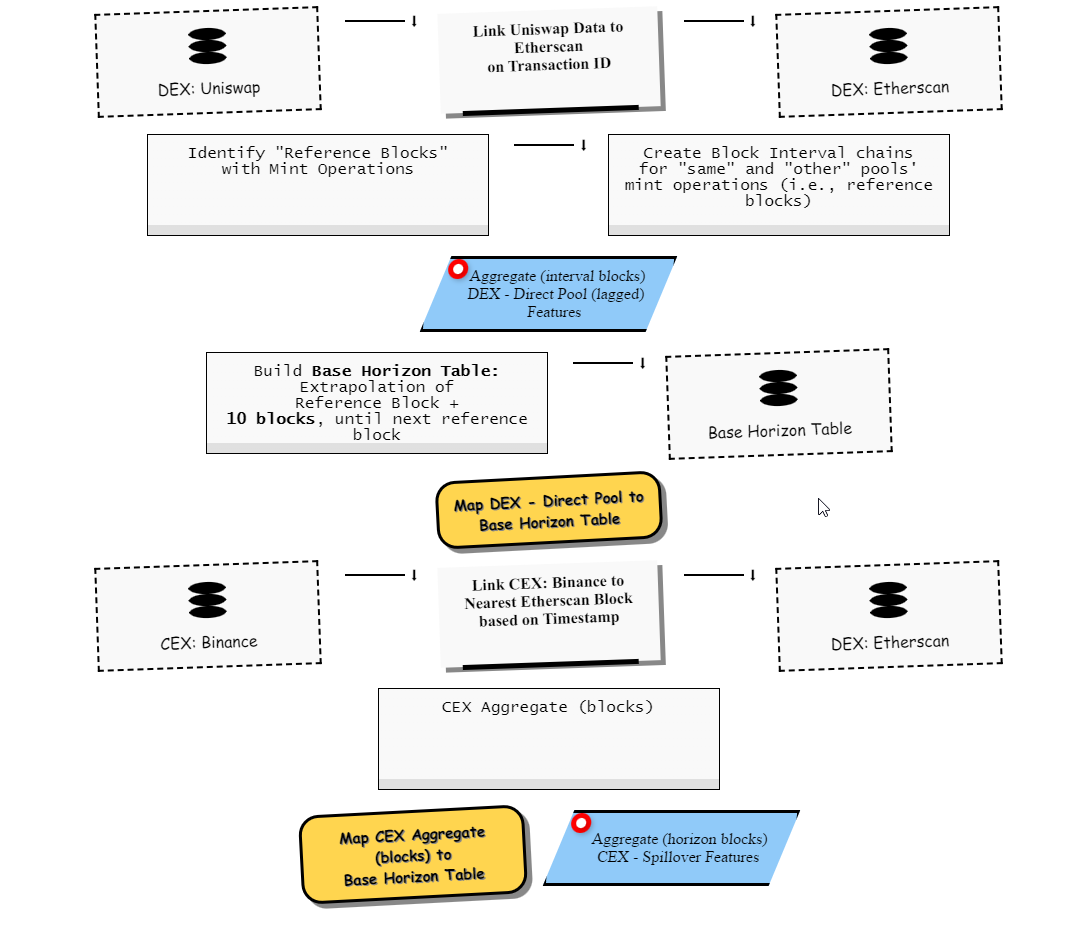 Link Uniswap Data to
Etherscan
on Transaction ID
DEX: Uniswap
DEX: Etherscan
Identify "Reference Blocks"
with Mint Operations
Create Block Interval chains
for "same" and "other" pools'
mint operations (i.e., reference
blocks)
Aggregate (interval blocks)
DEX - Direct Pool (lagged)
Features
Build Base Horizon Table:
Extrapolation of
Reference Block +
10 blocks, until next reference
block
Base Horizon Table
Map DEX - Direct Pool to
Base Horizon Table
Link CEX: Binance to
Nearest Etherscan Block
based on Timestamp
CEX: Binance
DEX: Etherscan
CEX Aggregate (blocks)
Map CEX Aggregate
(blocks) to
Base Horizon Table
Aggregate (horizon blocks)
CEX - Spillover Features